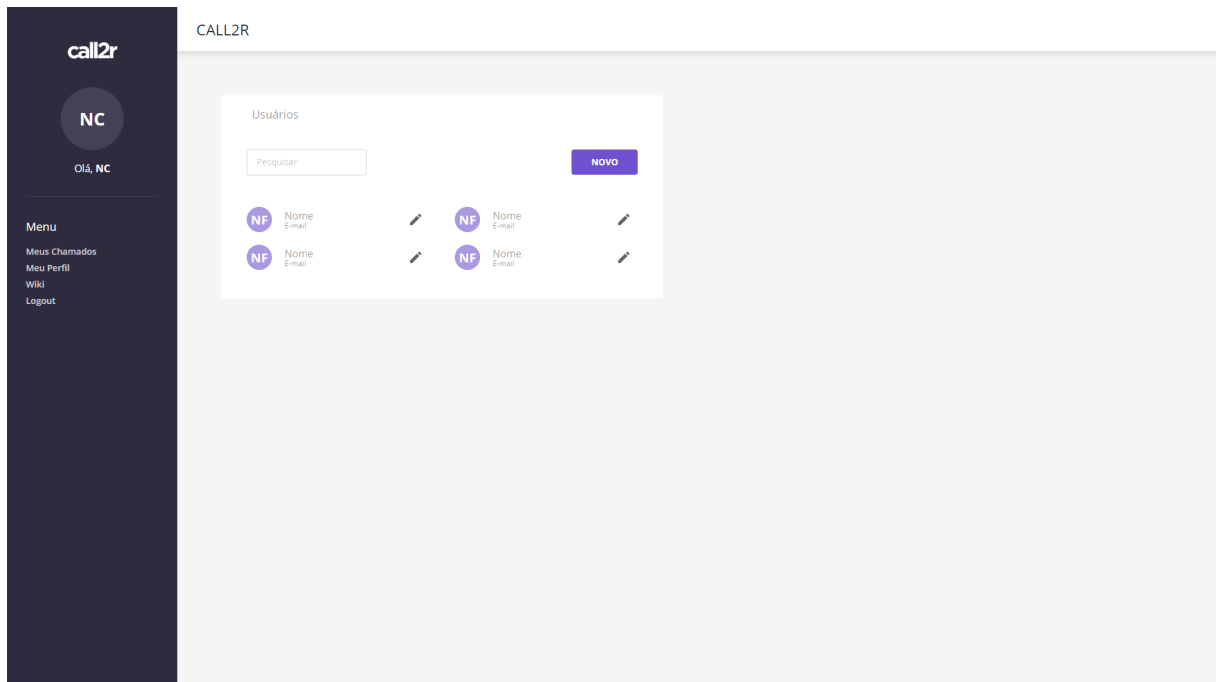 call2r
NC
Olá, NC
Menu
Meus Chamados
Meu Perfil
Wiki
Logout
CALL2R
Usuários
Pesquisar
NOVO
NF
Nome
E-mail
NF
Nome
E-mail
NF
Nome
E-mail
NF
Nome
E-mail